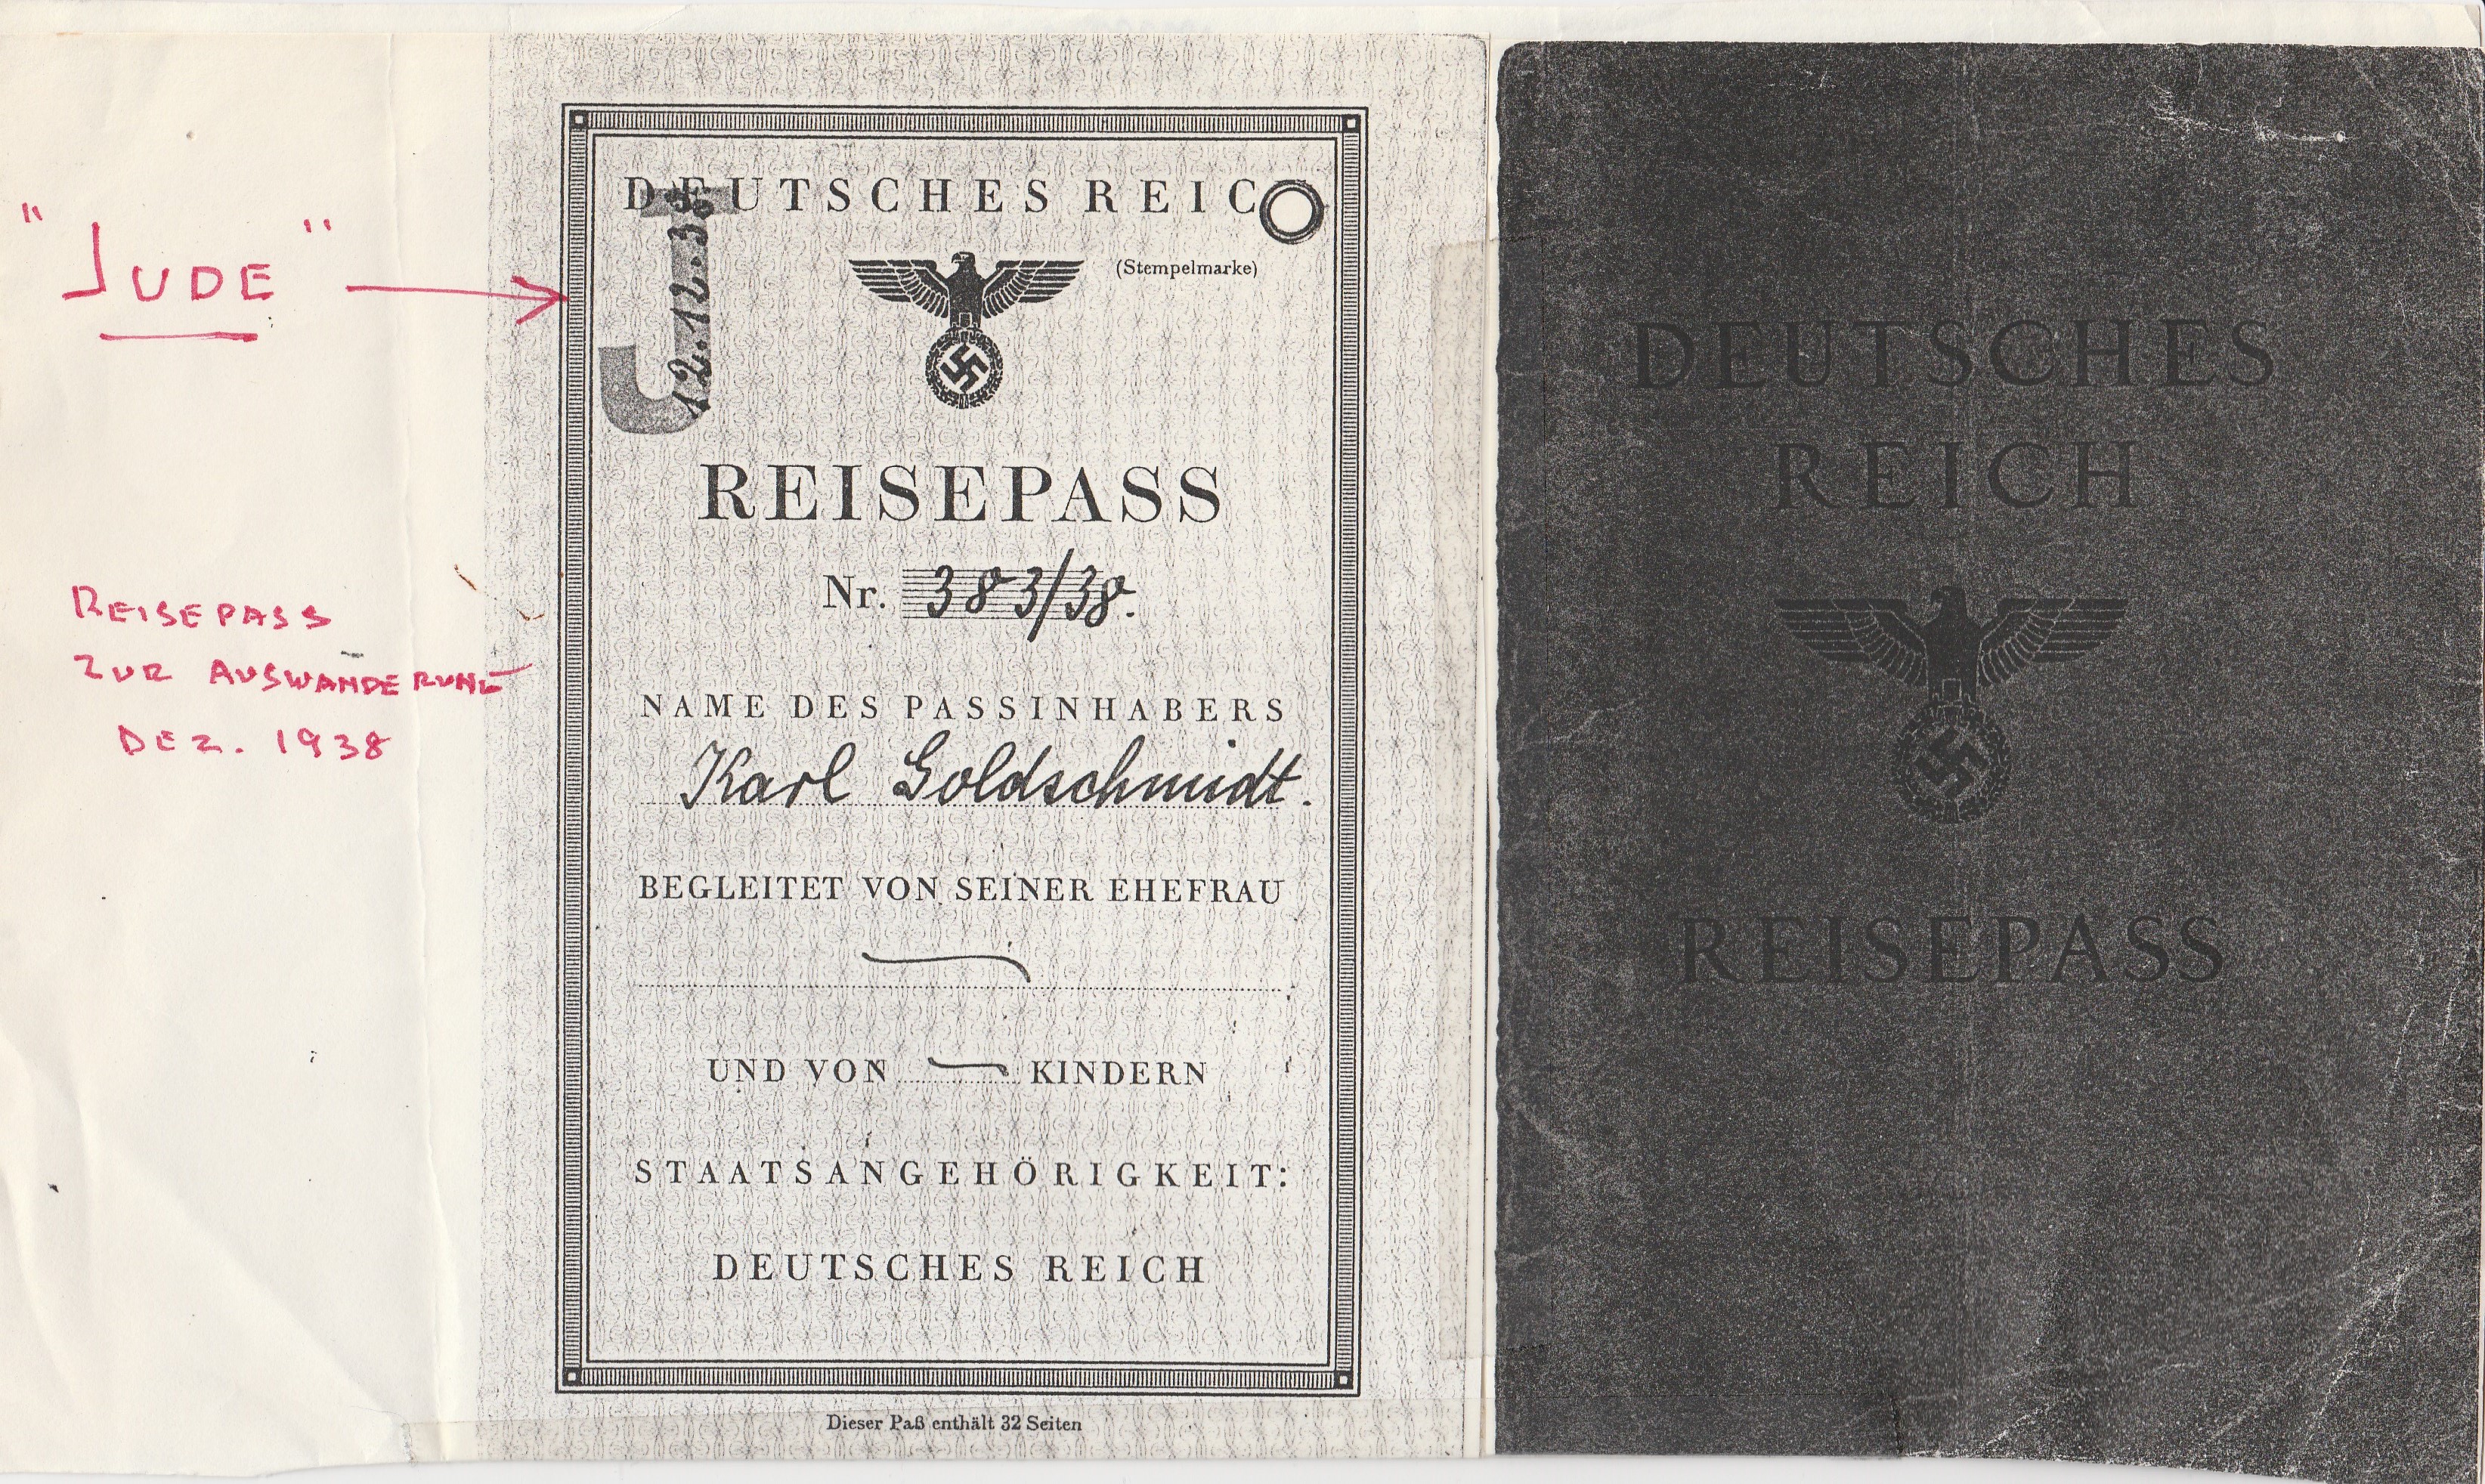 "JUDE"
REISEPASS
ZUR AUSWANDERUNG
DEZ. 1938
DEUTSCHES REIC
J
12.12.38
(Stempelmarke)
REISEPASS
Nr. 383/38.
NAME DES PASSINHABERS
Karl Goldschmidt.
BEGLEITET VON SEINER EHEFRAU
UND VON KINDERN
STAATSANGEHÖRIGKEIT:
DEUTSCHES REICH
Dieser Paß enthält 32 Seiten
DEUTSCHES
REICH
REISEPASS